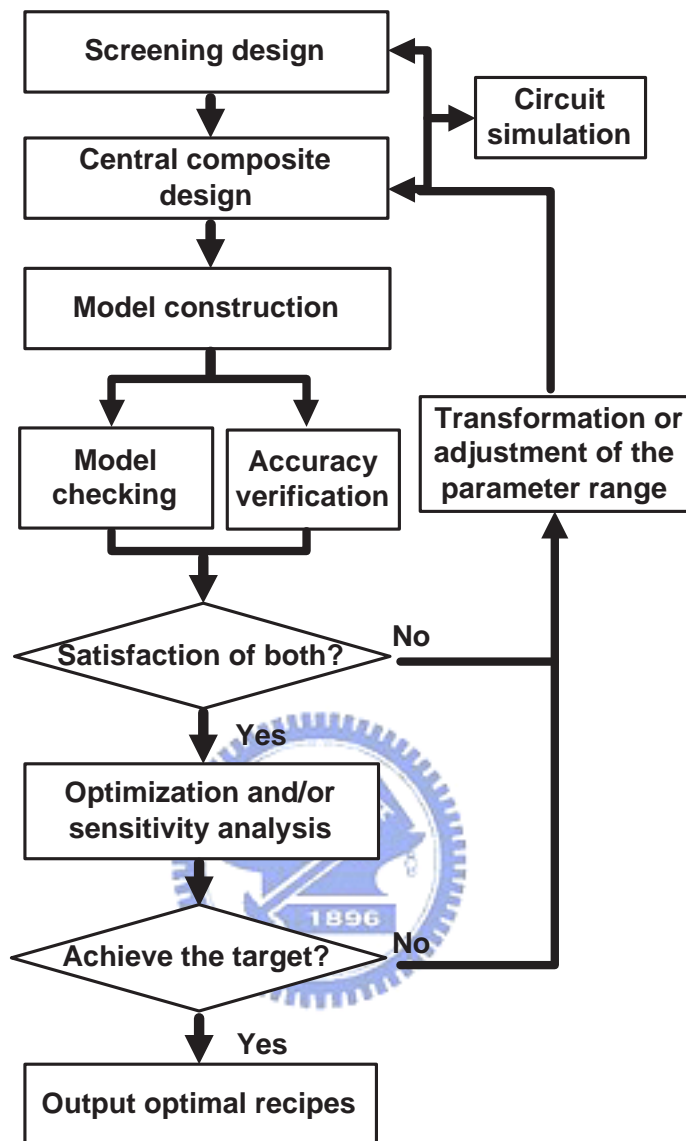 Screening design
Circuit
simulation
Central composite
design
Model construction
Model
checking
Accuracy
verification
Transformation or
adjustment of the
parameter range
Satisfaction of both?
No
Yes
Optimization and/or
sensitivity analysis
1896
Achieve the target?
No
Yes
Output optimal recipes